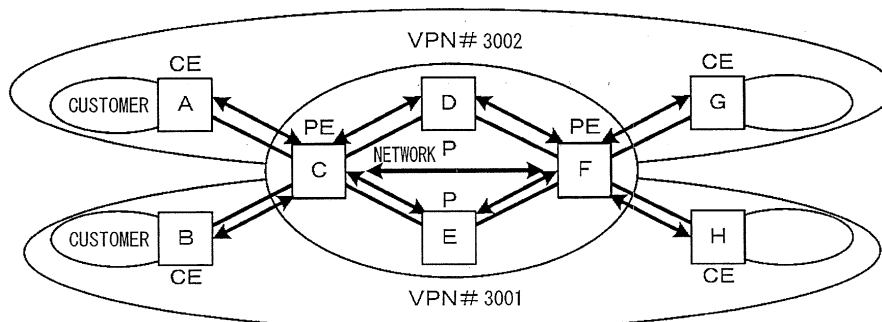 VPN# 3002
CE
CE
CUSTOMER
A
D
G
PE
P
PE
C
NETWORK
F
P
CUSTOMER
B
E
H
CE
CE
VPN# 3001